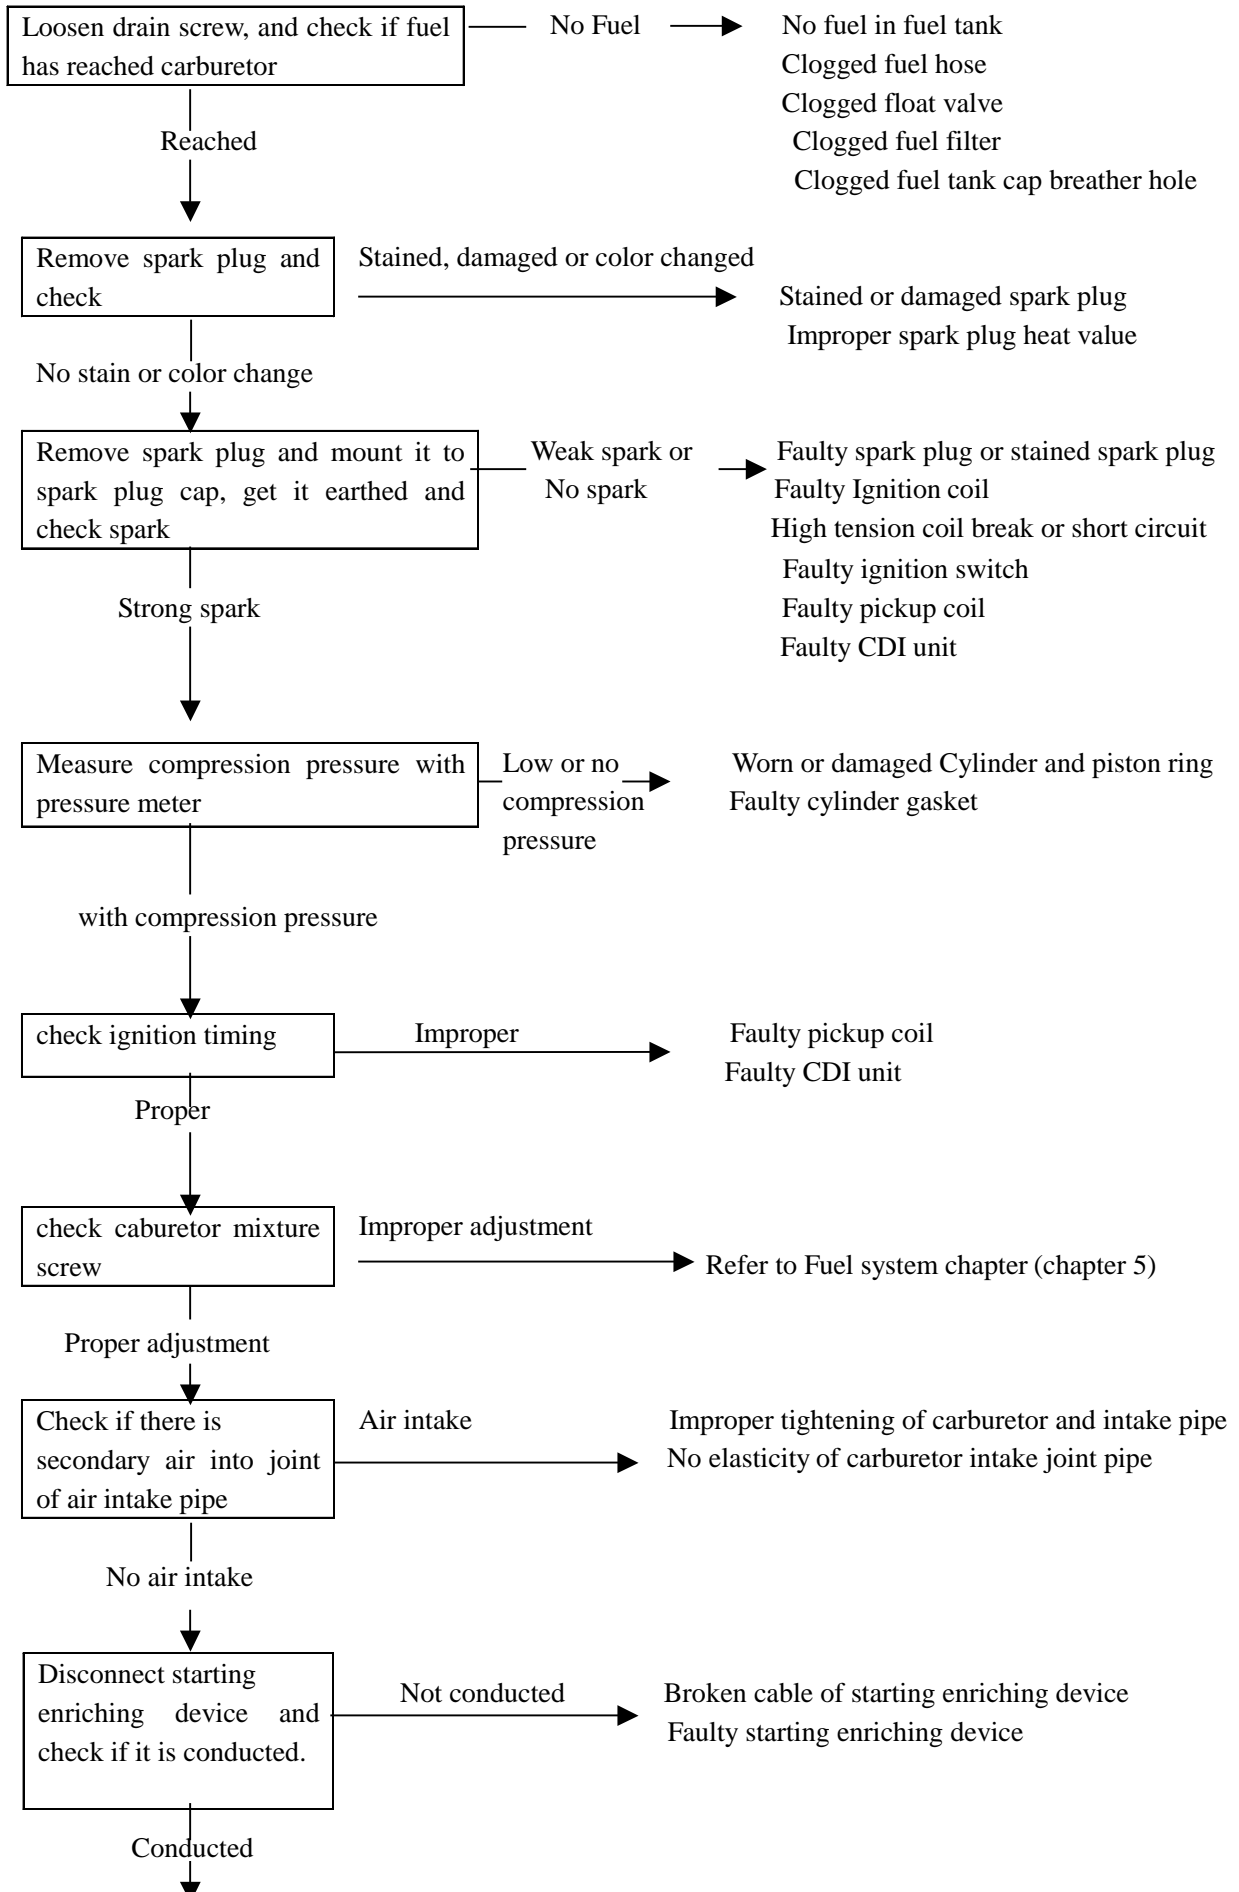 Loosen drain screw, and check if fuel
has reached carburetor
No Fuel
No fuel in fuel tank
Clogged fuel hose
Clogged float valve
Clogged fuel filter
Clogged fuel tank cap breather hole
Reached
Remove spark plug and
check
Stained, damaged or color changed
Stained or damaged spark plug
Improper spark plug heat value
No stain or color change
Remove spark plug and mount it to
spark plug cap, get it earthed and
check spark
Weak spark or
No spark
Faulty spark plug or stained spark plug
Faulty Ignition coil
High tension coil break or short circuit
Faulty ignition switch
Faulty pickup coil
Faulty CDI unit
Strong spark
Measure compression pressure with
pressure meter
Low or no
compression
pressure
Worn or damaged Cylinder and piston ring
Faulty cylinder gasket
with compression pressure
check ignition timing
Improper
Faulty pickup coil
Faulty CDI unit
Proper
check caburetor mixture
screw
Improper adjustment
Refer to Fuel system chapter (chapter 5)
Proper adjustment
Check if there is
secondary air into joint
of air intake pipe
Air intake
Improper tightening of carburetor and intake pipe
No elasticity of carburetor intake joint pipe
No air intake
Disconnect starting
enriching device and
check if it is conducted.
Not conducted
Broken cable of starting enriching device
Faulty starting enriching device
Conducted